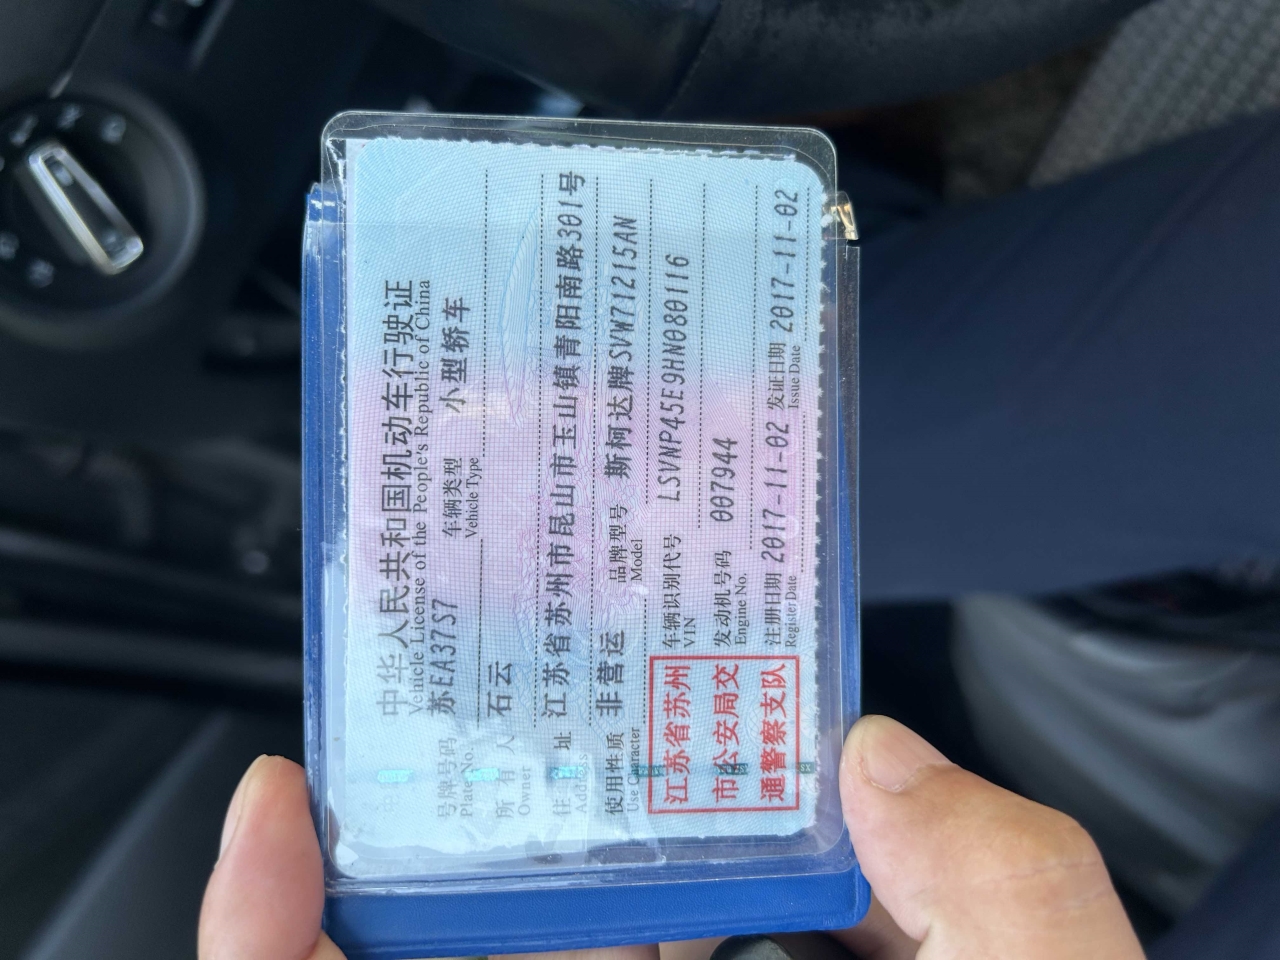 中华人民共和国机动车行驶证
Vehicle License of the People's Republic of China
号牌号码 苏EA37S7 车辆类型 小型轿车
Plate No. Vehicle Type
所有人 石云
Owner
住址 江苏省苏州市昆山市玉山镇青阳南路301号
Address
使用性质 非营运 品牌型号 斯柯达牌SVW71215AN
Use Character Model
江苏省苏州
市公安局交
通警察支队
车辆识别代号 LSVNP45E9HN080116
VIN
发动机号码 007944
Engine No.
注册日期 2017-11-02 发证日期 2017-11-02
Register Date Issue Date